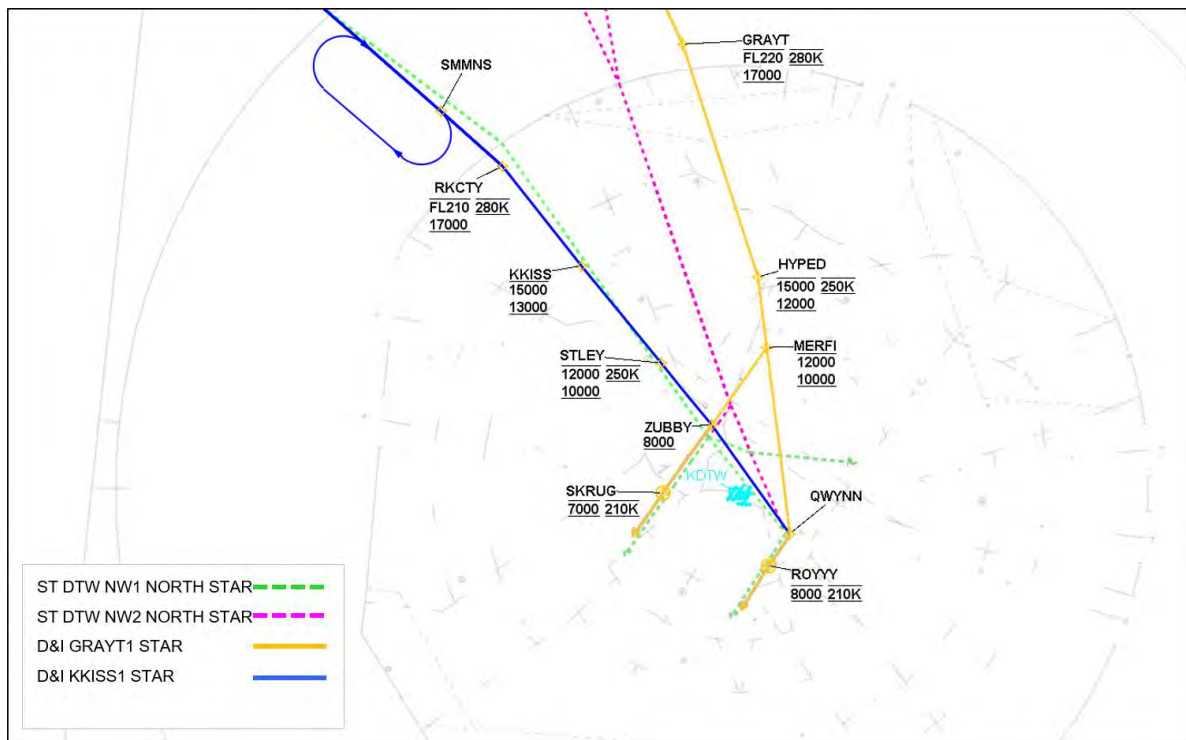 GRAYT
FL220 280K
17000
SMMNS
RKCTY
FL210 280K
17000
KKISS
15000
13000
HYPED
15000 250K
12000
STLEY
12000 250K
10000
MERFI
12000
10000
ZUBBY
8000
KDTW
SKRUG
7000 210K
QWYNN
ROYYY
8000 210K
ST DTW NW1 NORTH STAR
ST DTW NW2 NORTH STAR
D&I GRAYT1 STAR
D&I KKISS1 STAR